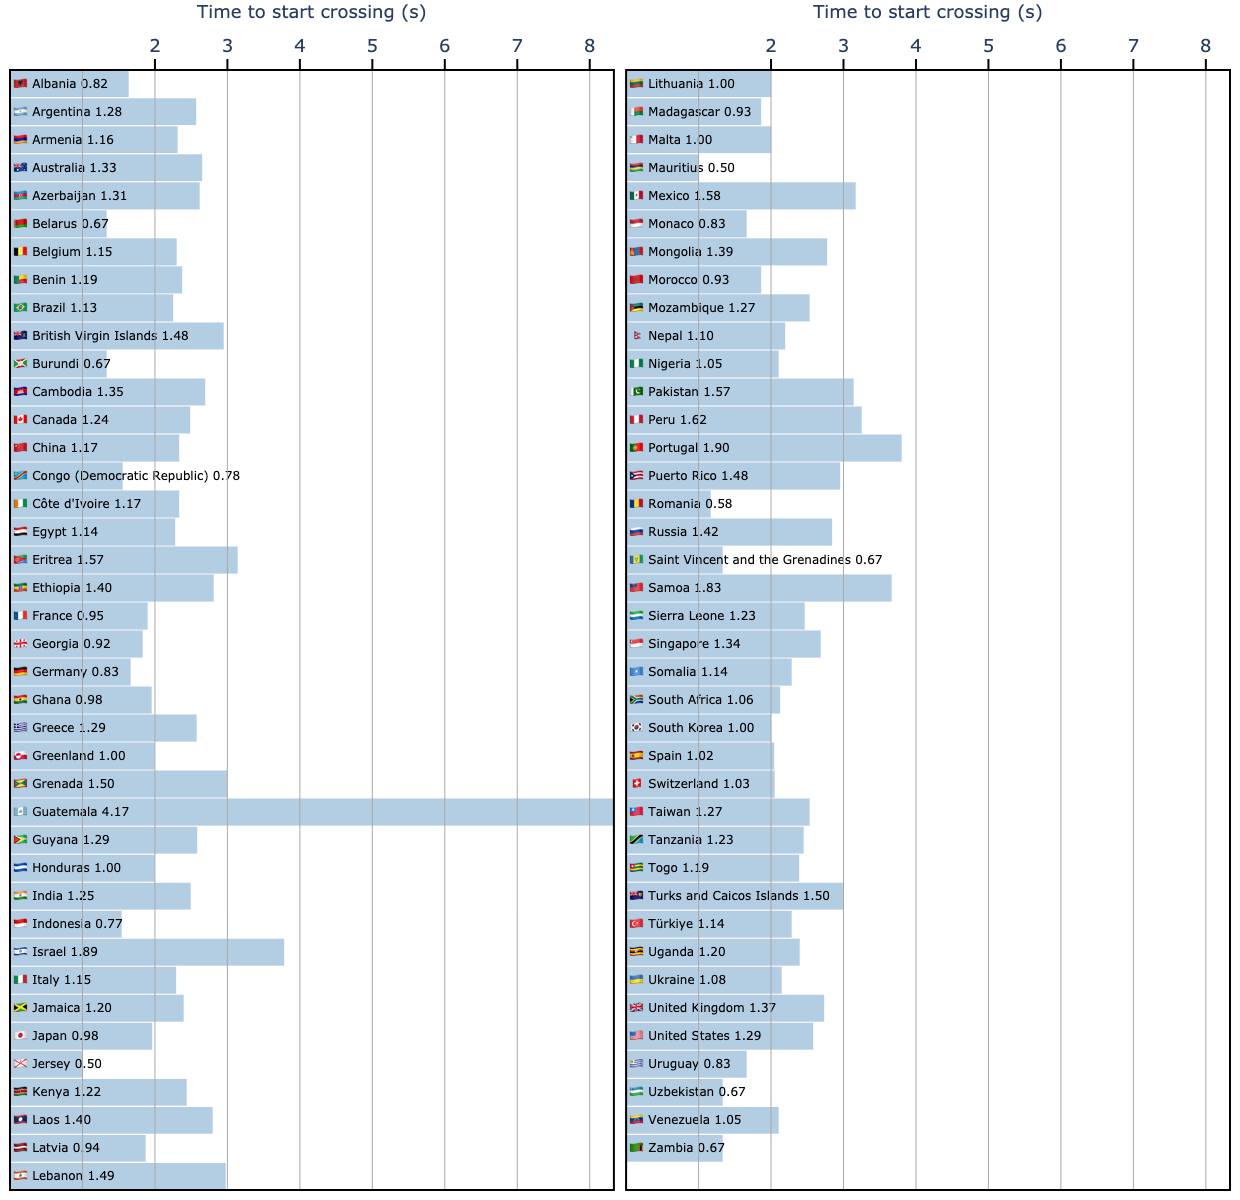 Time to start crossing (s)
2 3 4 5 6 7 8
Albania 0.82
Argentina 1.28
Armenia 1.16
Australia 1.33
Azerbaijan 1.31
Belarus 0.67
Belgium 1.15
Benin 1.19
Brazil 1.13
British Virgin Islands 1.48
Burundi 0.67
Cambodia 1.35
Canada 1.24
China 1.17
Congo (Democratic Republic) 0.78
Côte d'Ivoire 1.17
Egypt 1.14
Eritrea 1.57
Ethiopia 1.40
France 0.95
Georgia 0.92
Germany 0.83
Ghana 0.98
Greece 1.29
Greenland 1.00
Grenada 1.50
Guatemala 4.17
Guyana 1.29
Honduras 1.00
India 1.25
Indonesia 0.77
Israel 1.89
Italy 1.15
Jamaica 1.20
Japan 0.98
Jersey 0.50
Kenya 1.22
Laos 1.40
Latvia 0.94
Lebanon 1.49
Time to start crossing (s)
2 3 4 5 6 7 8
Lithuania 1.00
Madagascar 0.93
Malta 1.00
Mauritius 0.50
Mexico 1.58
Monaco 0.83
Mongolia 1.39
Morocco 0.93
Mozambique 1.27
Nepal 1.10
Nigeria 1.05
Pakistan 1.57
Peru 1.62
Portugal 1.90
Puerto Rico 1.48
Romania 0.58
Russia 1.42
Saint Vincent and the Grenadines 0.67
Samoa 1.83
Sierra Leone 1.23
Singapore 1.34
Somalia 1.14
South Africa 1.06
South Korea 1.00
Spain 1.02
Switzerland 1.03
Taiwan 1.27
Tanzania 1.23
Togo 1.19
Turks and Caicos Islands 1.50
Türkiye 1.14
Uganda 1.20
Ukraine 1.08
United Kingdom 1.37
United States 1.29
Uruguay 0.83
Uzbekistan 0.67
Venezuela 1.05
Zambia 0.67